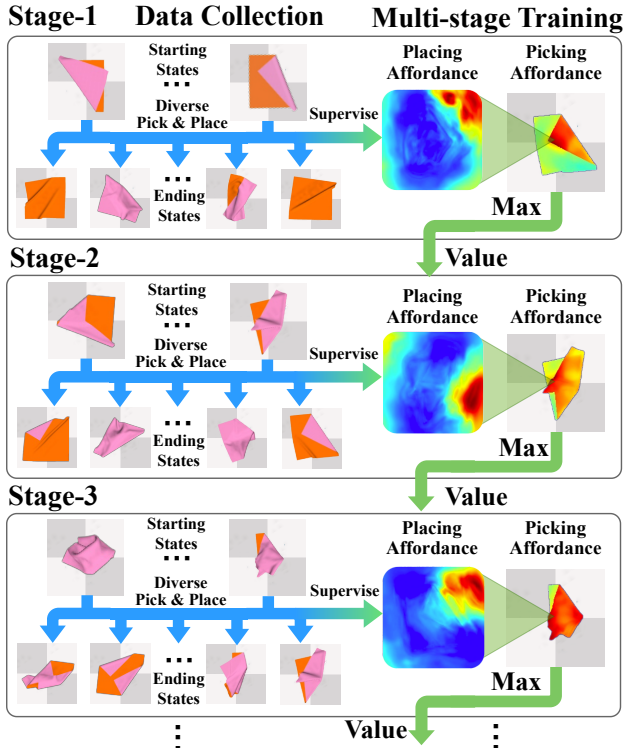 Stage-1
Data Collection
Multi-stage Training
Starting
States
...
Diverse
Pick & Place
Ending
States
...
Supervise
Placing
Affordance
Picking
Affordance
Max
Value
Stage-2
Starting
States
...
Diverse
Pick & Place
...
Ending
States
Supervise
Placing
Affordance
Picking
Affordance
Max
Value
Stage-3
Starting
States
...
Diverse
Pick & Place
...
Ending
States
Supervise
Placing
Affordance
Picking
Affordance
Max
Value